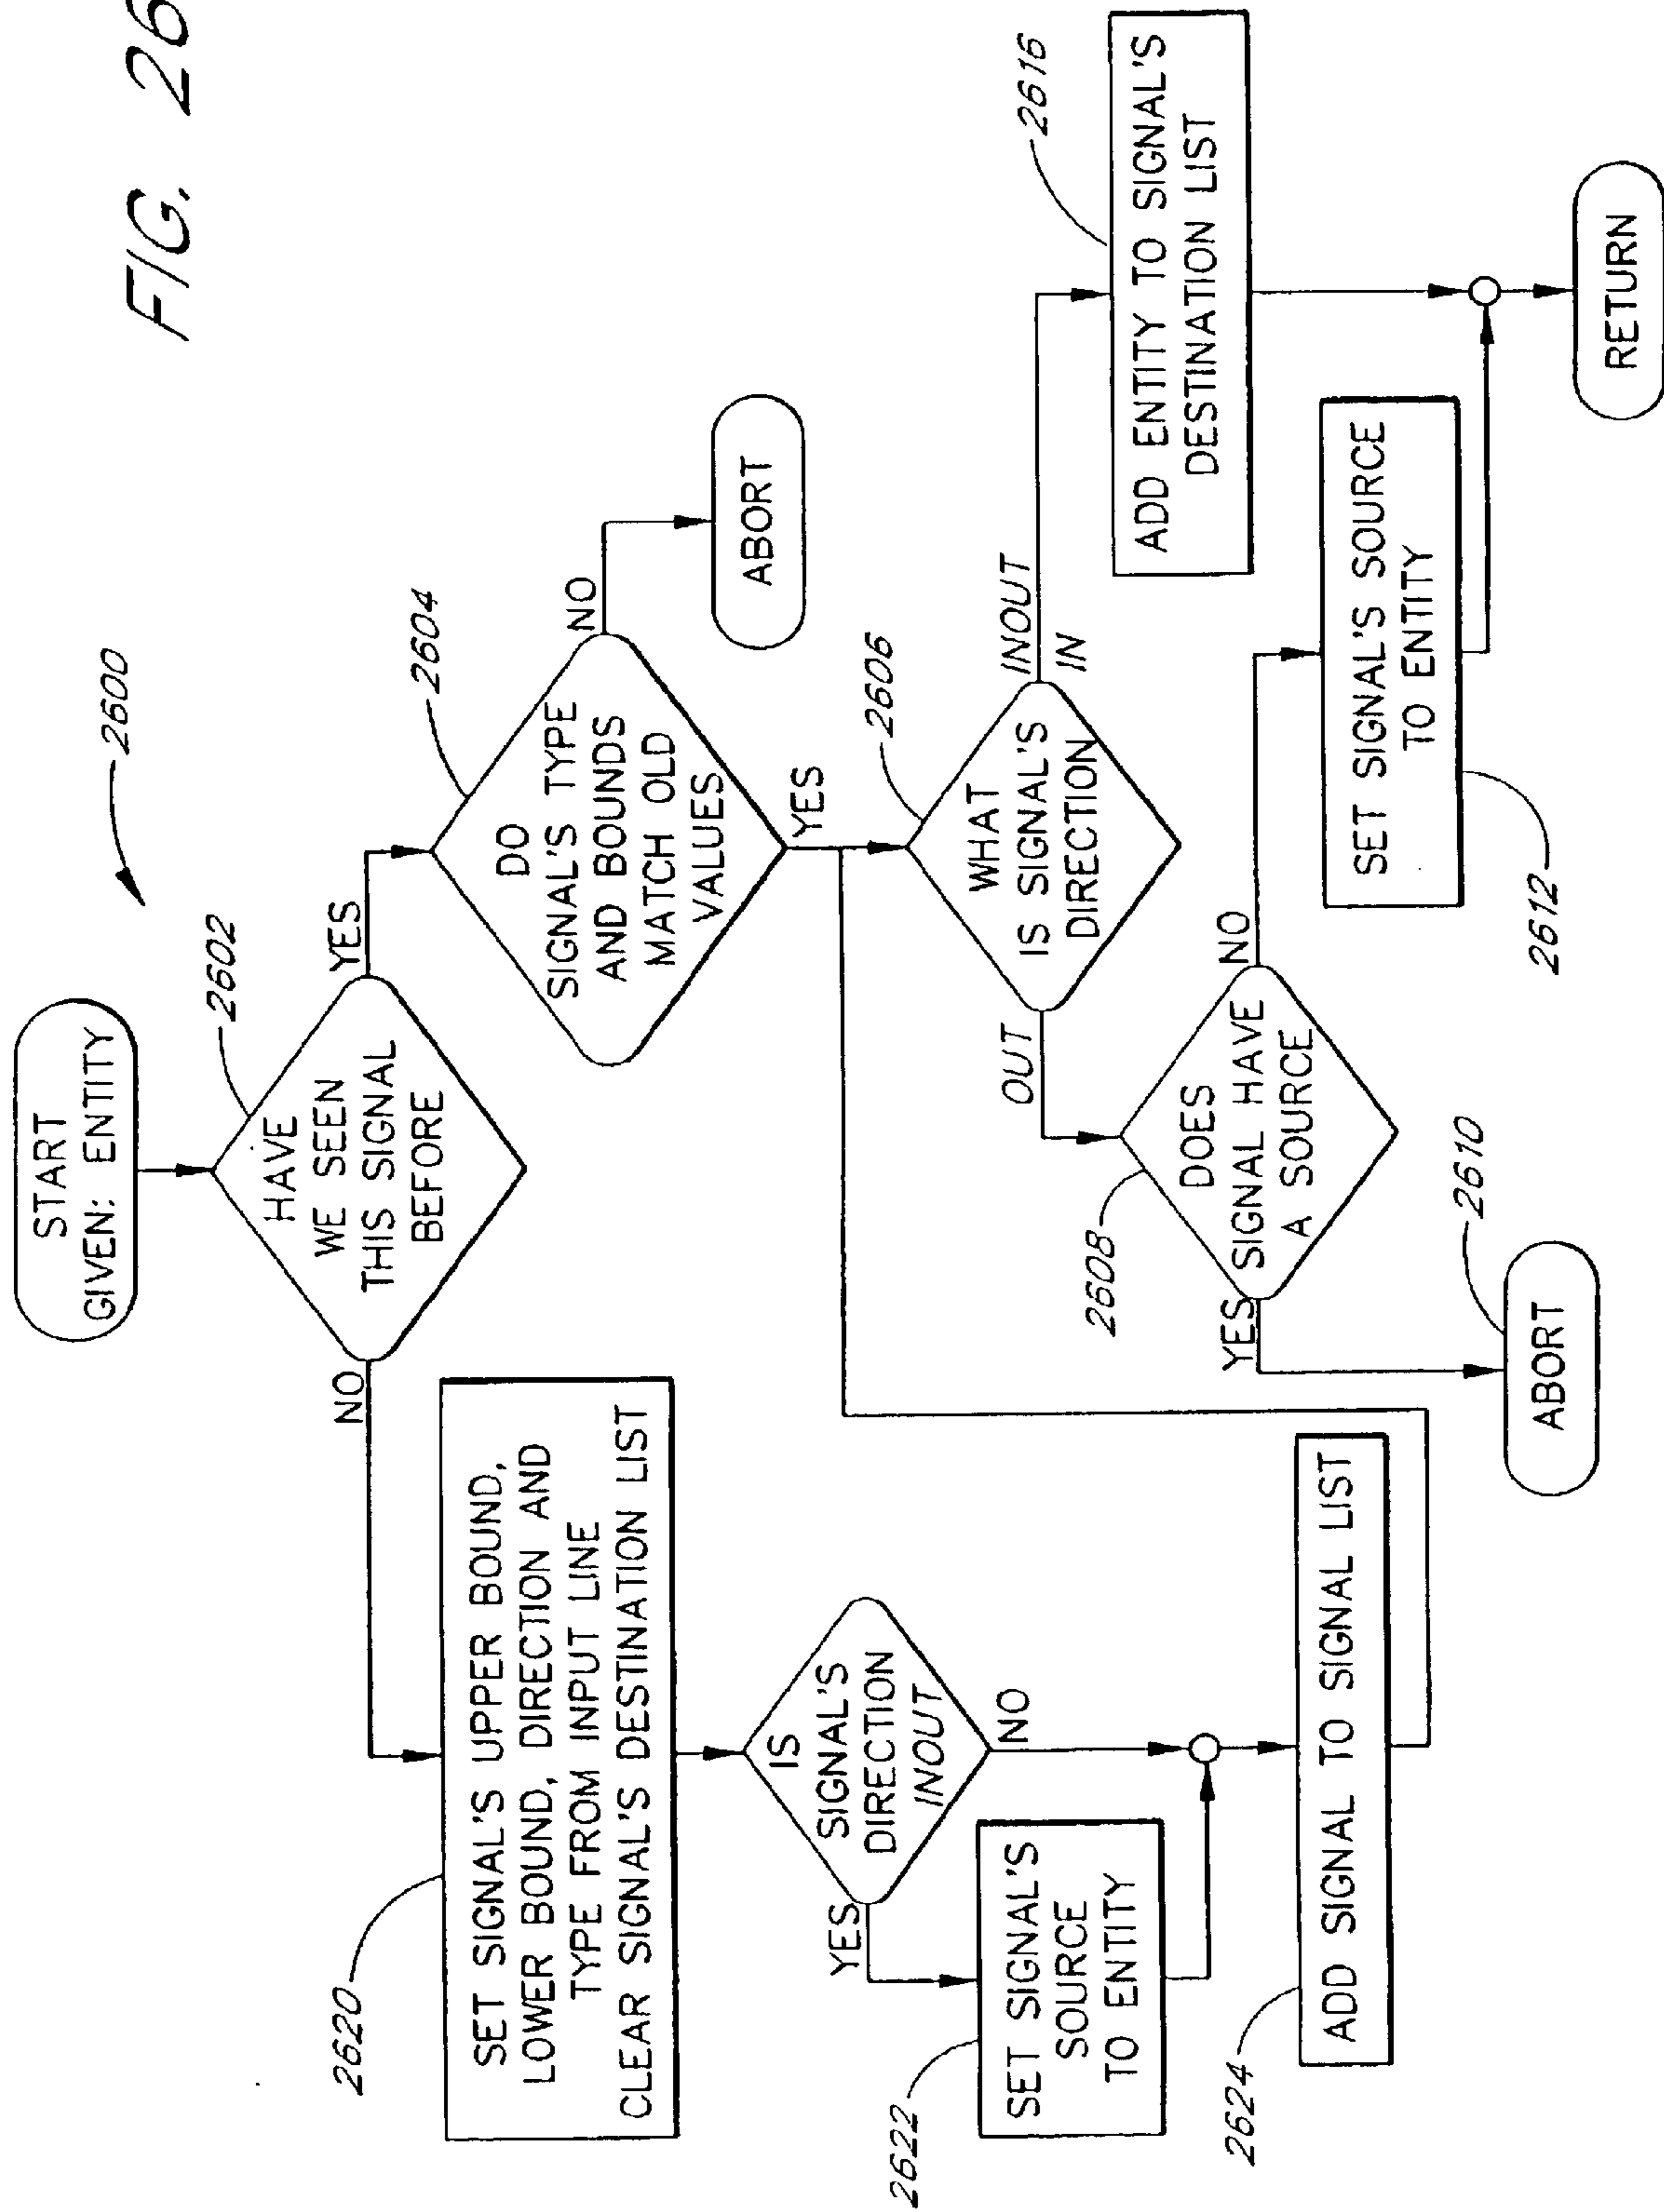 FIG. 26
2600
START
GIVEN: ENTITY
2602
HAVE
WE SEEN
THIS SIGNAL
BEFORE
YES
NO
2604
DO
SIGNAL'S TYPE
AND BOUNDS
MATCH OLD
VALUES
NO
ABORT
YES
2620
SET SIGNAL'S UPPER BOUND,
LOWER BOUND, DIRECTION AND
TYPE FROM INPUT LINE
CLEAR SIGNAL'S DESTINATION LIST
IS
SIGNAL'S
DIRECTION
INOUT
YES
NO
2622
SET SIGNAL'S
SOURCE
TO ENTITY
2624
ADD SIGNAL TO SIGNAL LIST
2606
WHAT
IS SIGNAL'S
DIRECTION
OUT
INOUT
IN
2616
ADD ENTITY TO SIGNAL'S
DESTINATION LIST
2608
DOES
SIGNAL HAVE
A SOURCE
YES
NO
2610
ABORT
2612
SET SIGNAL'S SOURCE
TO ENTITY
RETURN